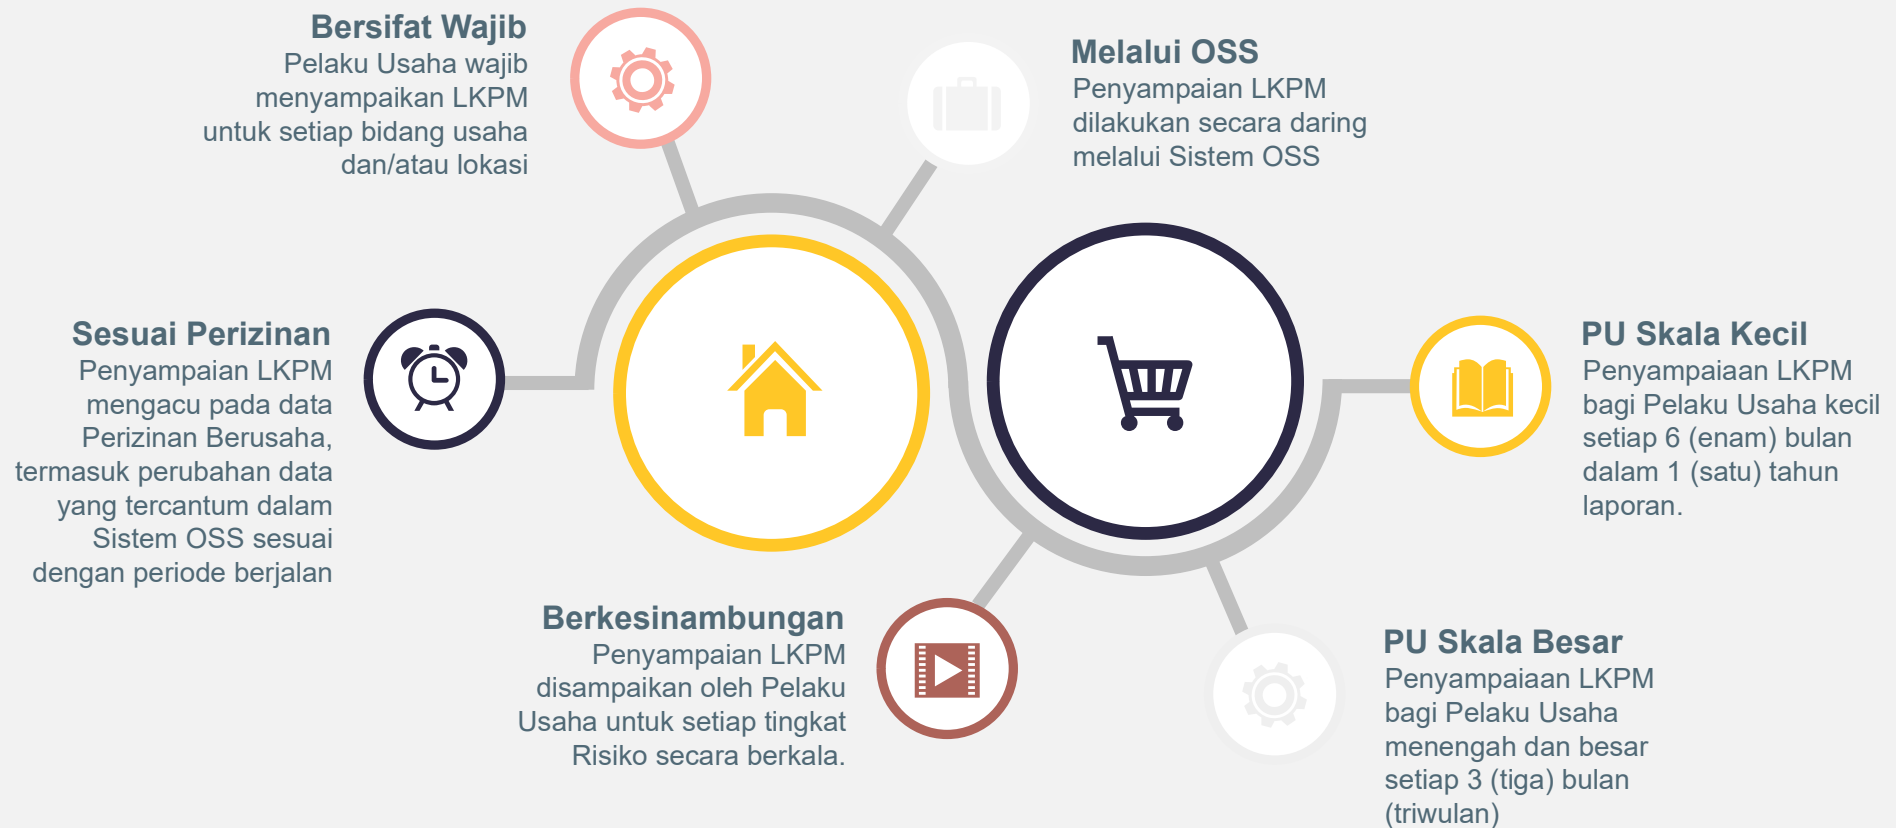 Bersifat Wajib
Pelaku Usaha wajib
menyampaikan LKPM
untuk setiap bidang usaha
dan/atau lokasi
Melalui OSS
Penyampaian LKPM
dilakukan secara daring
melalui Sistem OSS
Sesuai Perizinan
Penyampaian LKPM
mengacu pada data
Perizinan Berusaha,
termasuk perubahan data
yang tercantum dalam
Sistem OSS sesuai
dengan periode berjalan
PU Skala Kecil
Penyampaiaan LKPM
bagi Pelaku Usaha kecil
setiap 6 (enam) bulan
dalam 1 (satu) tahun
laporan.
Berkesinambungan
Penyampaian LKPM
disampaikan oleh Pelaku
Usaha untuk setiap tingkat
Risiko secara berkala.
PU Skala Besar
Penyampaiaan LKPM
bagi Pelaku Usaha
menengah dan besar
setiap 3 (tiga) bulan
(triwulan)